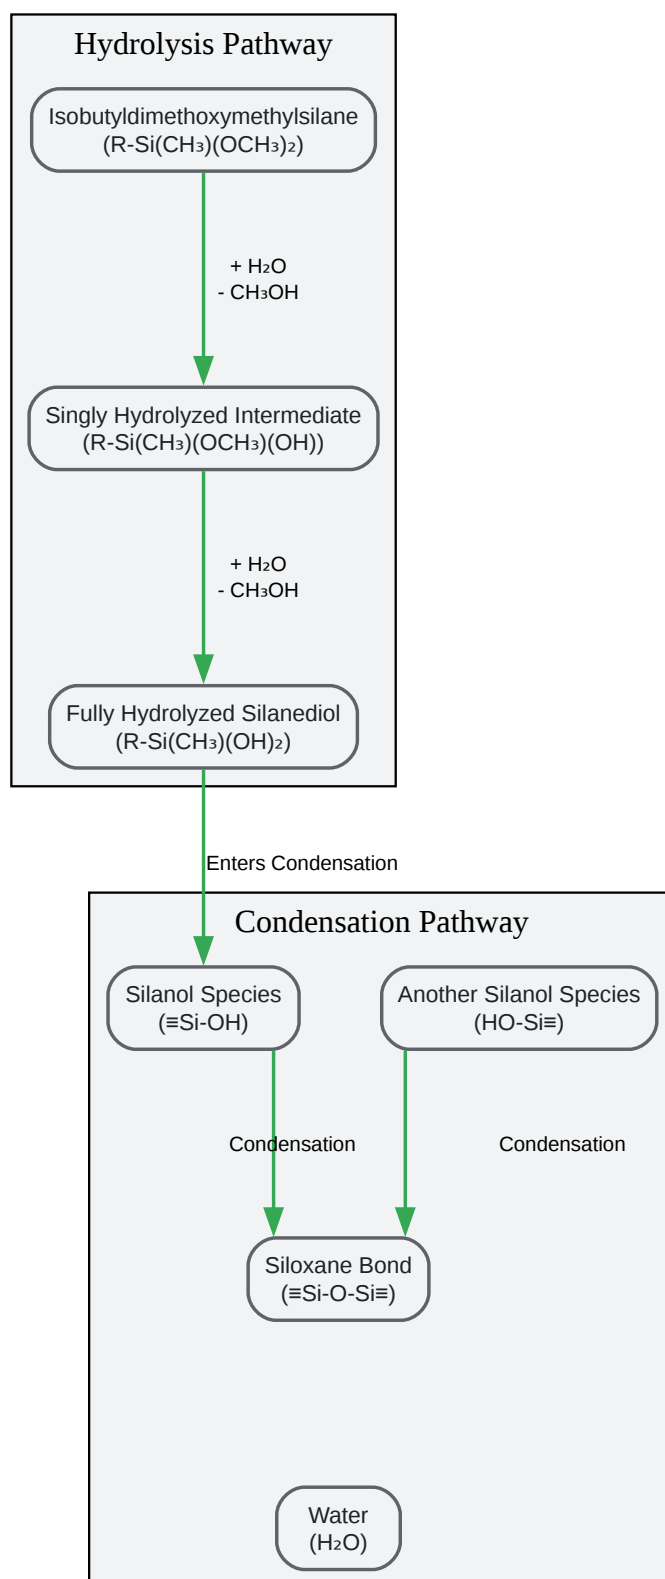 Hydrolysis Pathway
Isobutyldimethoxymethylsilane
(R-Si(CH₃)(OCH₃)₂)
+ H₂O
- CH₃OH
Singly Hydrolyzed Intermediate
(R-Si(CH₃)(OCH₃)(OH))
+ H₂O
- CH₃OH
Fully Hydrolyzed Silanediol
(R-Si(CH₃)(OH)₂)
Enters Condensation
Condensation Pathway
Silanol Species
(≡Si-OH)
Another Silanol Species
(HO-Si≡)
Condensation
Condensation
Siloxane Bond
(≡Si-O-Si≡)
Water
(H₂O)